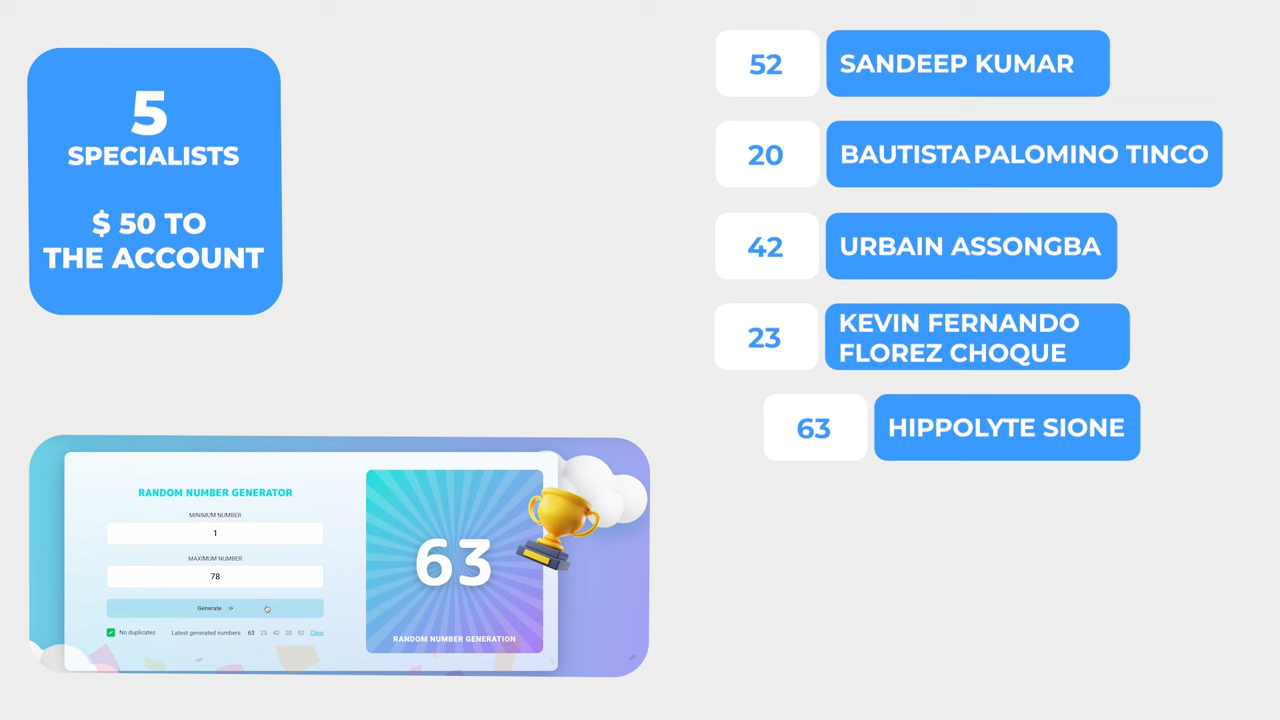 5
SPECIALISTS
$ 50 TO
THE ACCOUNT
52
SANDEEP KUMAR
20
BAUTISTA PALOMINO TINCO
42
URBAIN ASSONGBA
23
KEVIN FERNANDO
FLOREZ CHOQUE
63
HIPPOLYTE SIONE
RANDOM NUMBER GENERATOR
MINIMUM NUMBER
1
MAXIMUM NUMBER
78
Generate »
No duplicates
Latest generated numbers: 63 23 42 20 52 Clear
63
RANDOM NUMBER GENERATION